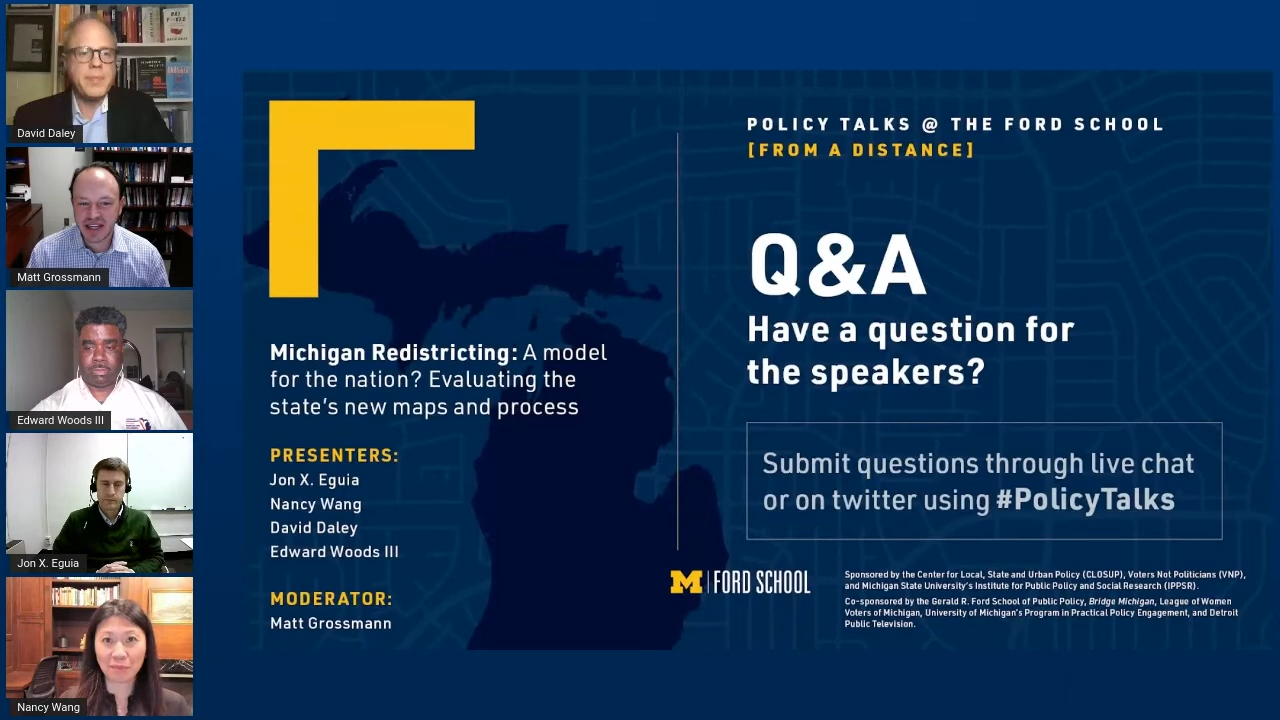 David Daley
Matt Grossmann
Edward Woods III
Jon X. Eguia
Nancy Wang
Michigan Redistricting: A model
for the nation? Evaluating the
state's new maps and process
PRESENTERS:
Jon X. Eguia
Nancy Wang
David Daley
Edward Woods III
MODERATOR:
Matt Grossmann
POLICY TALKS @ THE FORD SCHOOL
[FROM A DISTANCE]
Q&A
Have a question for
the speakers?
Submit questions through live chat
or on twitter using #PolicyTalks
M FORD SCHOOL
Sponsored by the Center for Local, State and Urban Policy (CLOSUP), Voters Not Politicians (VNP),
and Michigan State University's Institute for Public Policy and Social Research (IPPSR).
Co-sponsored by the Gerald R. Ford School of Public Policy, Bridge Michigan, League of Women
Voters of Michigan, University of Michigan's Program in Practical Policy Engagement, and Detroit
Public Television.